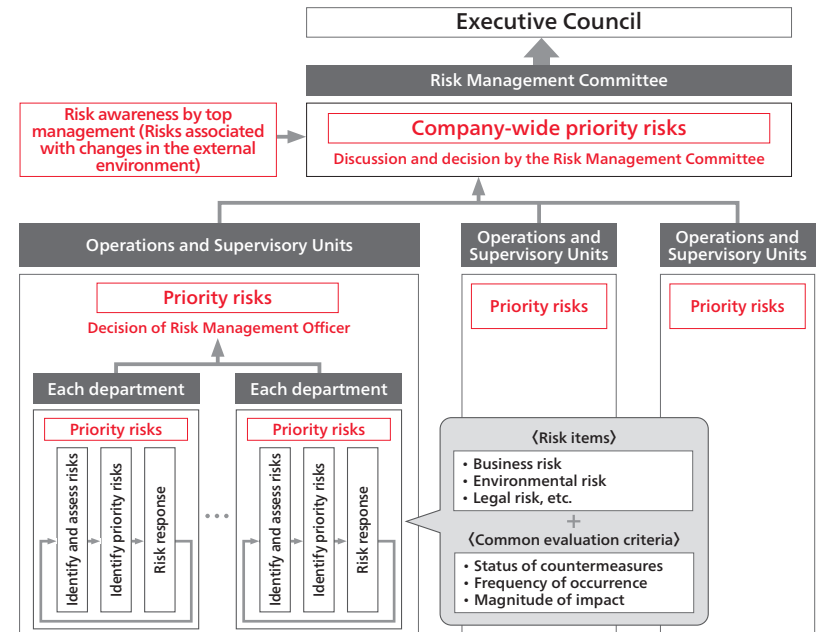 Executive Council
Risk Management Committee
Risk awareness by top
management (Risks associated
with changes in the external
environment)
Company-wide priority risks
Discussion and decision by the Risk Management Committee
Operations and Supervisory Units
Operations and
Supervisory Units
Operations and
Supervisory Units
Priority risks
Decision of Risk Management Officer
Priority risks
Priority risks
Each department
Each department
Priority risks
Identify and assess risks
Identify priority risks
Risk response
...
Priority risks
Identify and assess risks
Identify priority risks
Risk response
〈Risk items〉
• Business risk
• Environmental risk
• Legal risk, etc.
+
〈Common evaluation criteria〉
• Status of countermeasures
• Frequency of occurrence
• Magnitude of impact